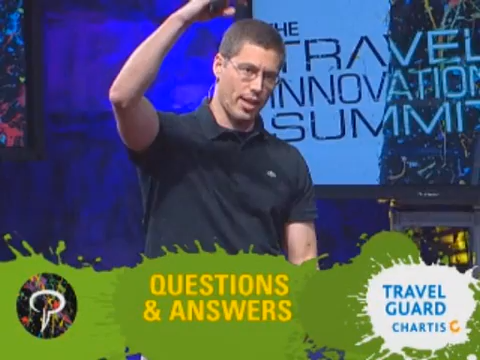 THE
TRAVEL
INNOVATION
SUMMIT
QUESTIONS
& ANSWERS
TRAVEL
GUARD
CHARTIS